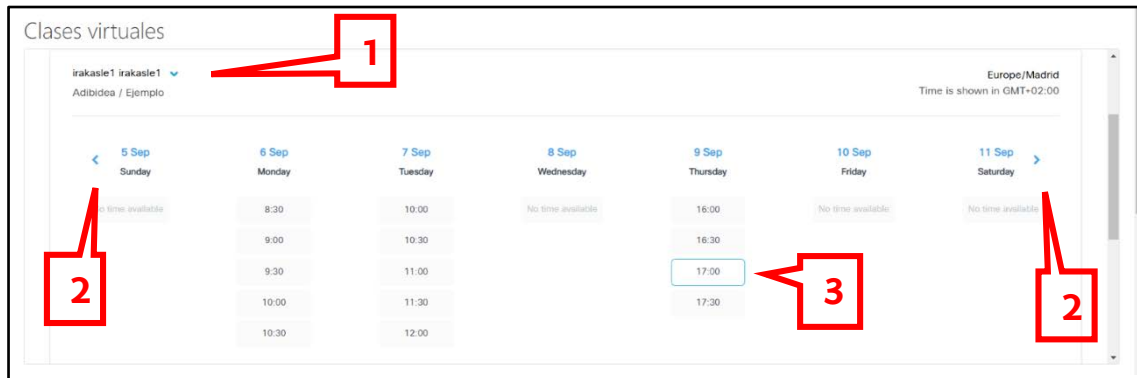 Clases virtuales
1
irakasle1 irakasle1
Europe/Madrid
Adibidea / Ejemplo
Time is shown in GMT+02:00
5 Sep 6 Sep 7 Sep 8 Sep 9 Sep 10 Sep 11 Sep
Sunday Monday Tuesday Wednesday Thursday Friday Saturday
No time available 8:30 10:00 No time available 16:00 No time available No time available
9:00 10:30 16:30
2 9:30 11:00 17:00 3 2
10:00 11:30 17:30
10:30 12:00